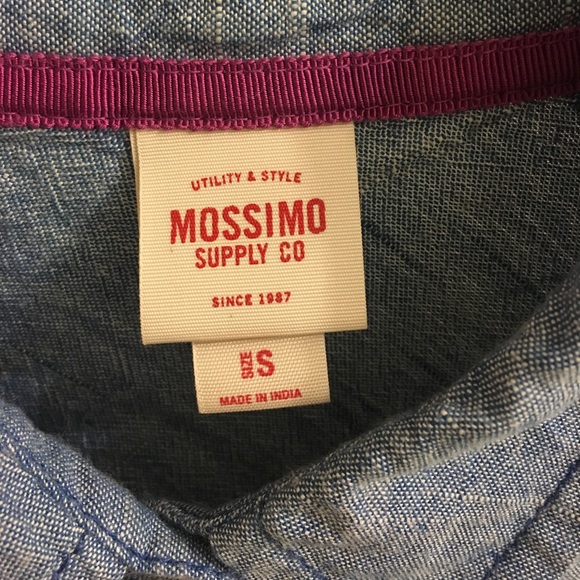 UTILITY & STYLE
MOSSIMO
SUPPLY CO
SINCE 1987
SIZE S
MADE IN INDIA